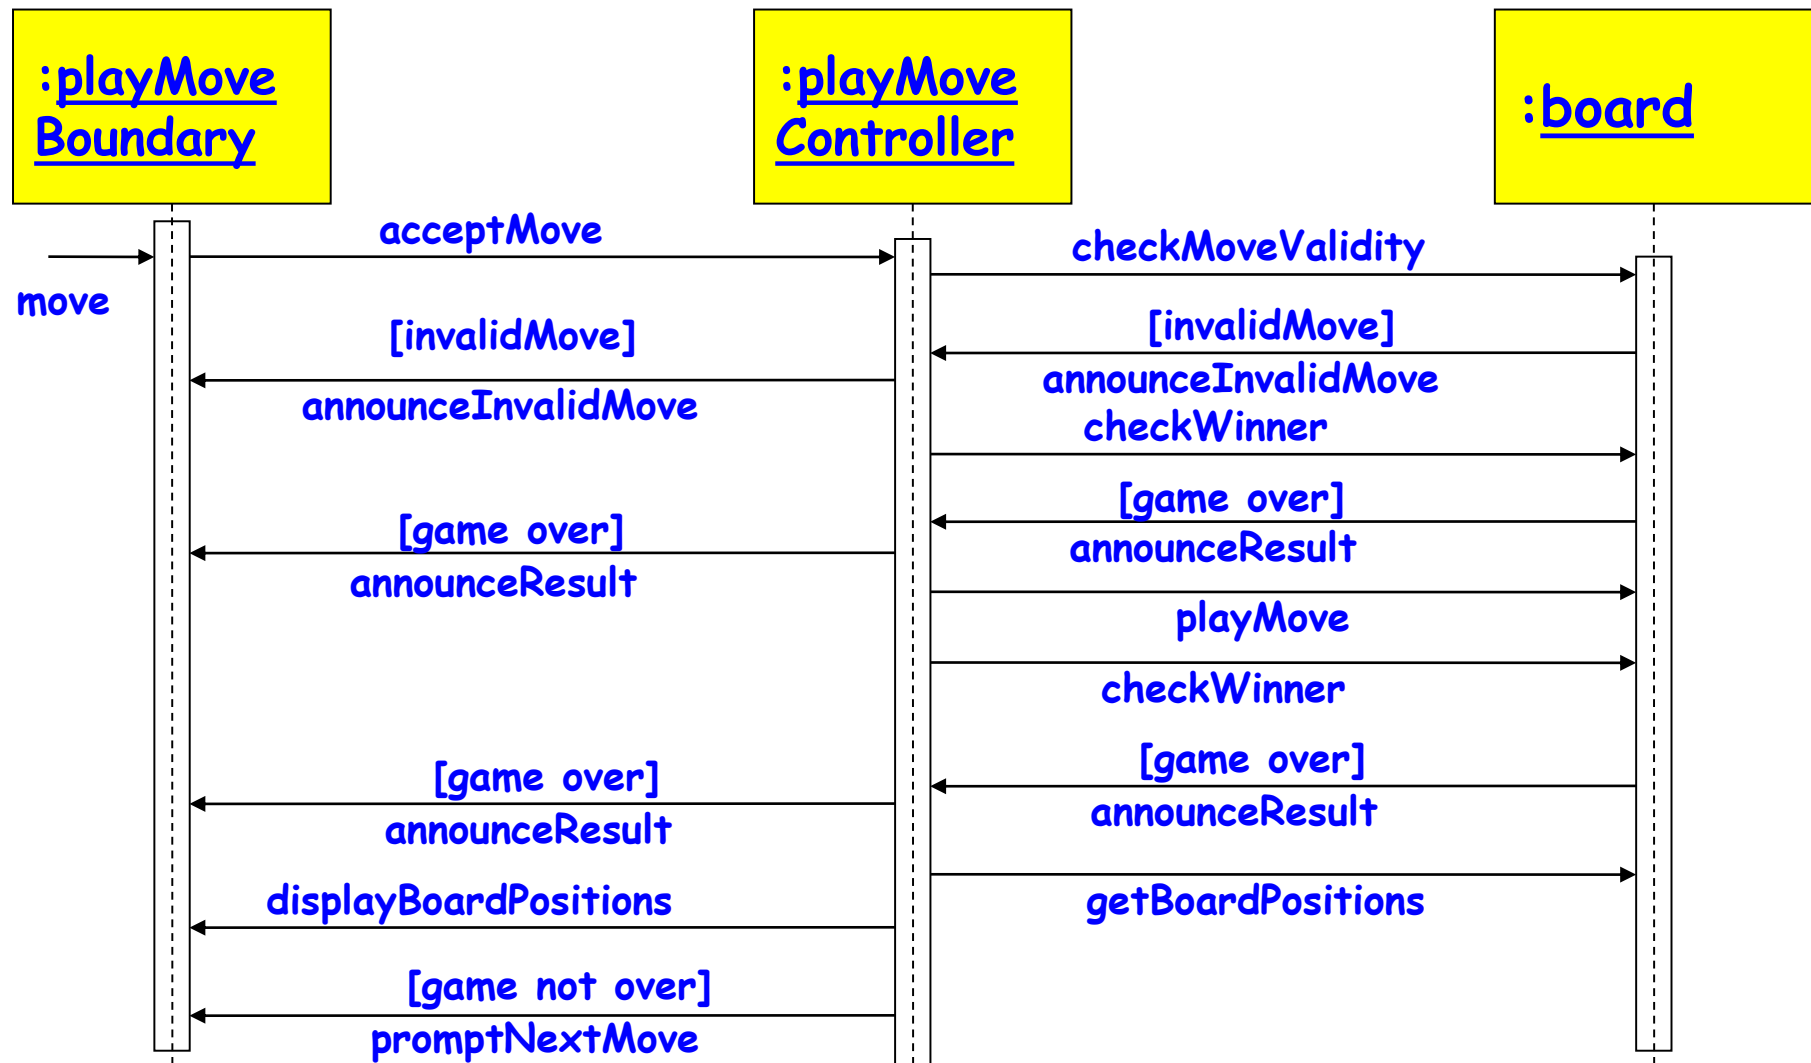 :playMove
Boundary
:playMove
Controller
:board
move
acceptMove
checkMoveValidity
[invalidMove]
announceInvalidMove
[invalidMove]
announceInvalidMove
checkWinner
[game over]
announceResult
[game over]
announceResult
playMove
checkWinner
[game over]
announceResult
[game over]
announceResult
getBoardPositions
displayBoardPositions
[game not over]
promptNextMove